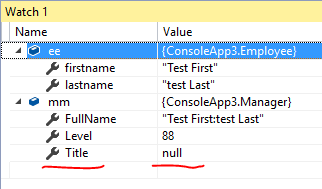 Watch 1
Name Value
ee {ConsoleApp3.Employee}
firstname "Test First"
lastname "test Last"
mm {ConsoleApp3.Manager}
FullName "Test First:test Last"
Level 88
Title null